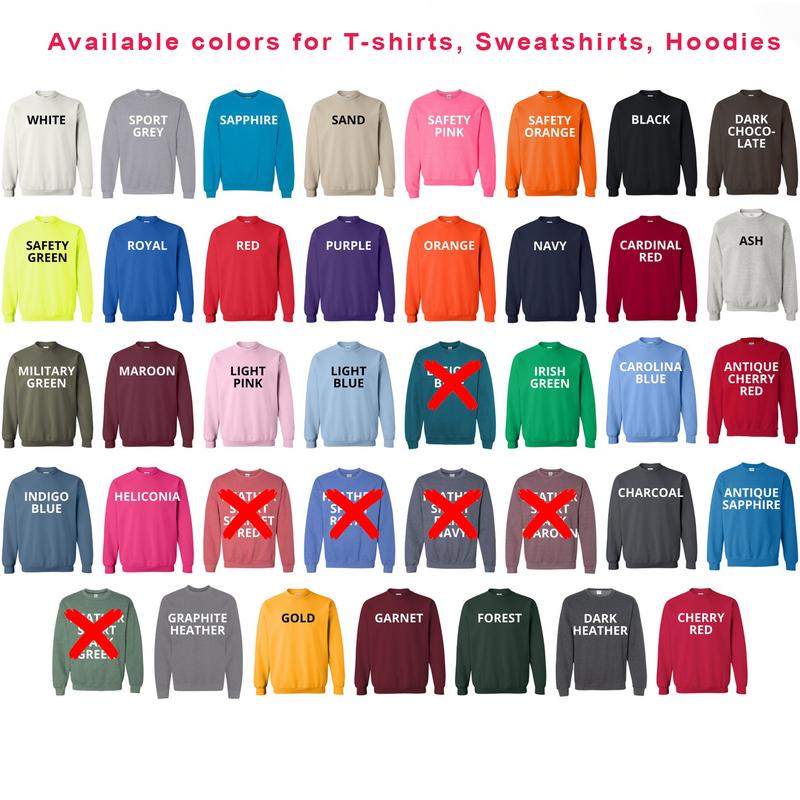 Available colors for T-shirts, Sweatshirts, Hoodies
WHITE
SPORT
GREY
SAPPHIRE
SAND
SAFETY
PINK
SAFETY
ORANGE
BLACK
DARK
CHOCO-
LATE
SAFETY
GREEN
ROYAL
RED
PURPLE
ORANGE
NAVY
CARDINAL
RED
ASH
MILITARY
GREEN
MAROON
LIGHT
PINK
LIGHT
BLUE
IRISH
GREEN
CAROLINA
BLUE
ANTIQUE
CHERRY
RED
INDIGO
BLUE
HELICONIA
RED
NAVY
CHARCOAL
ANTIQUE
SAPPHIRE
GREEN
GRAPHITE
HEATHER
GOLD
GARNET
FOREST
DARK
HEATHER
CHERRY
RED